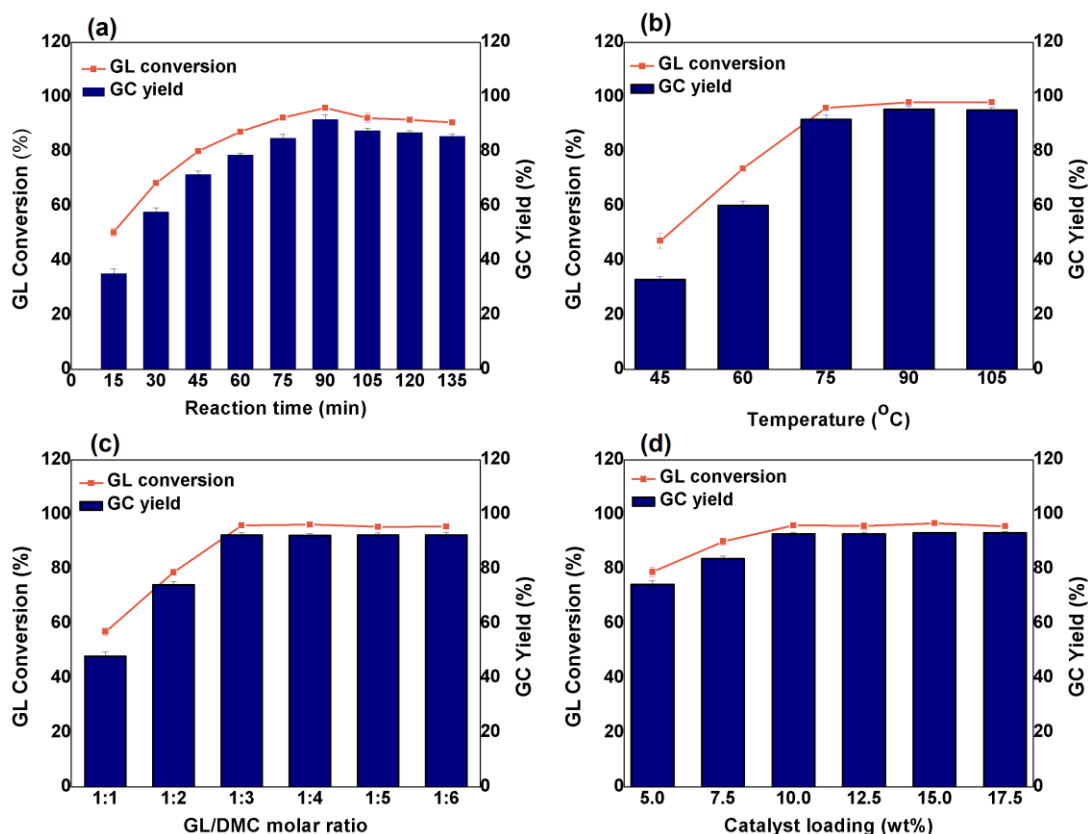 (a)
GL conversion
GC yield
GL Conversion (%)
GC Yield (%)
0
20
40
60
80
100
120
0
20
40
60
80
100
120
0 15 30 45 60 75 90 105 120 135
Reaction time (min)
(b)
GL conversion
GC yield
GL Conversion (%)
GC Yield (%)
0
20
40
60
80
100
120
0
20
40
60
80
100
120
45 60 75 90 105
Temperature (OC)
(c)
GL conversion
GC yield
GL Conversion (%)
GC Yield (%)
0
20
40
60
80
100
120
0
20
40
60
80
100
120
1:1 1:2 1:3 1:4 1:5 1:6
GL/DMC molar ratio
(d)
GL conversion
GC yield
GL Conversion (%)
GC Yield (%)
0
20
40
60
80
100
120
0
20
40
60
80
100
120
5.0 7.5 10.0 12.5 15.0 17.5
Catalyst loading (wt%)